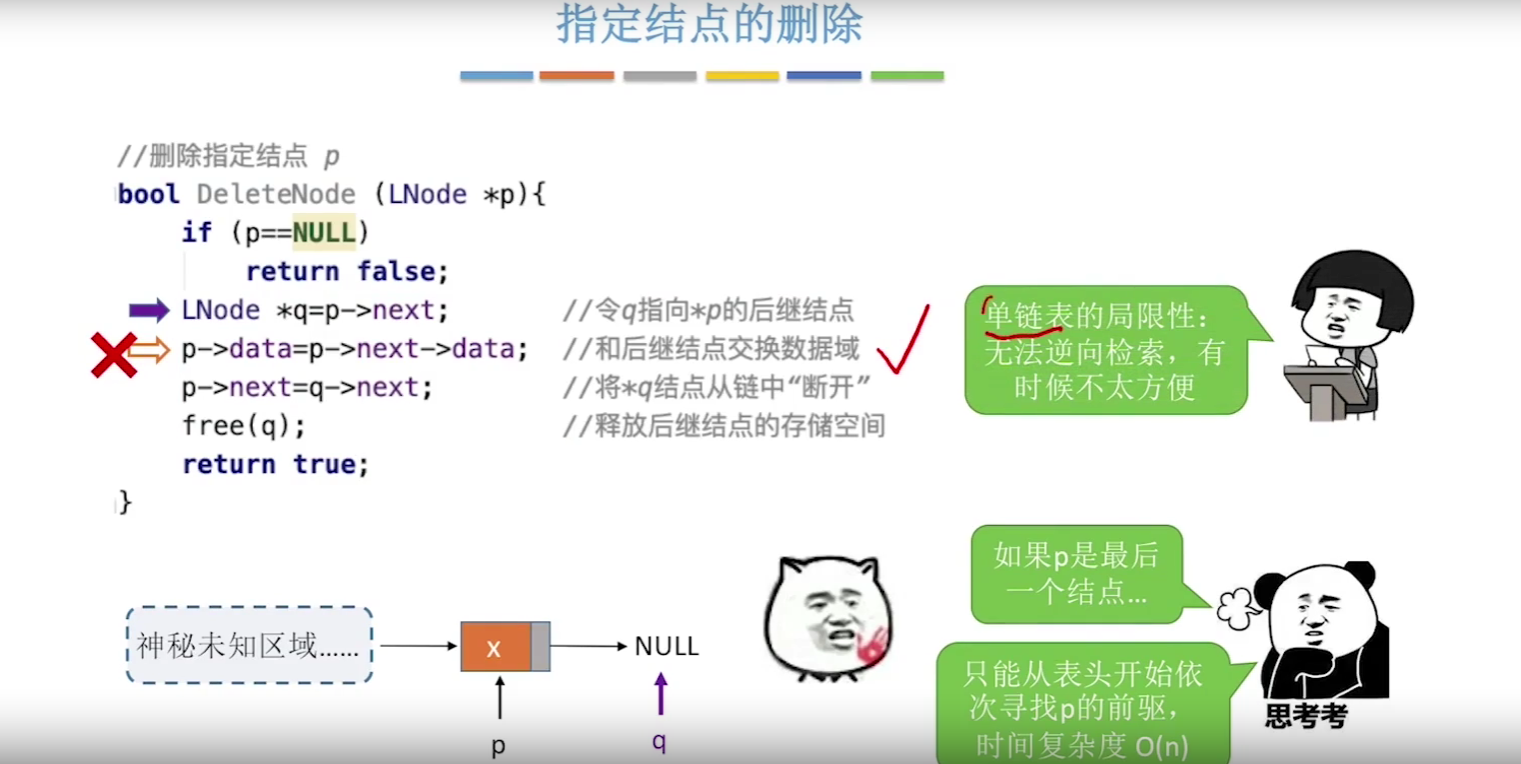 指定结点的删除
//删除指定结点 p
bool DeleteNode (LNode *p){
if (p==NULL)
return false;
LNode *q=p->next; //令q指向*p的后继结点
p->data=p->next->data; //和后继结点交换数据域
p->next=q->next; //将*q结点从链中“断开”
free(q); //释放后继结点的存储空间
return true;
}
单链表的局限性：
无法逆向检索，有
时候不太方便
如果p是最后
一个结点...
只能从表头开始依
次寻找p的前驱，
时间复杂度 O(n)
思考考
神秘未知区域......
x
NULL
p
q